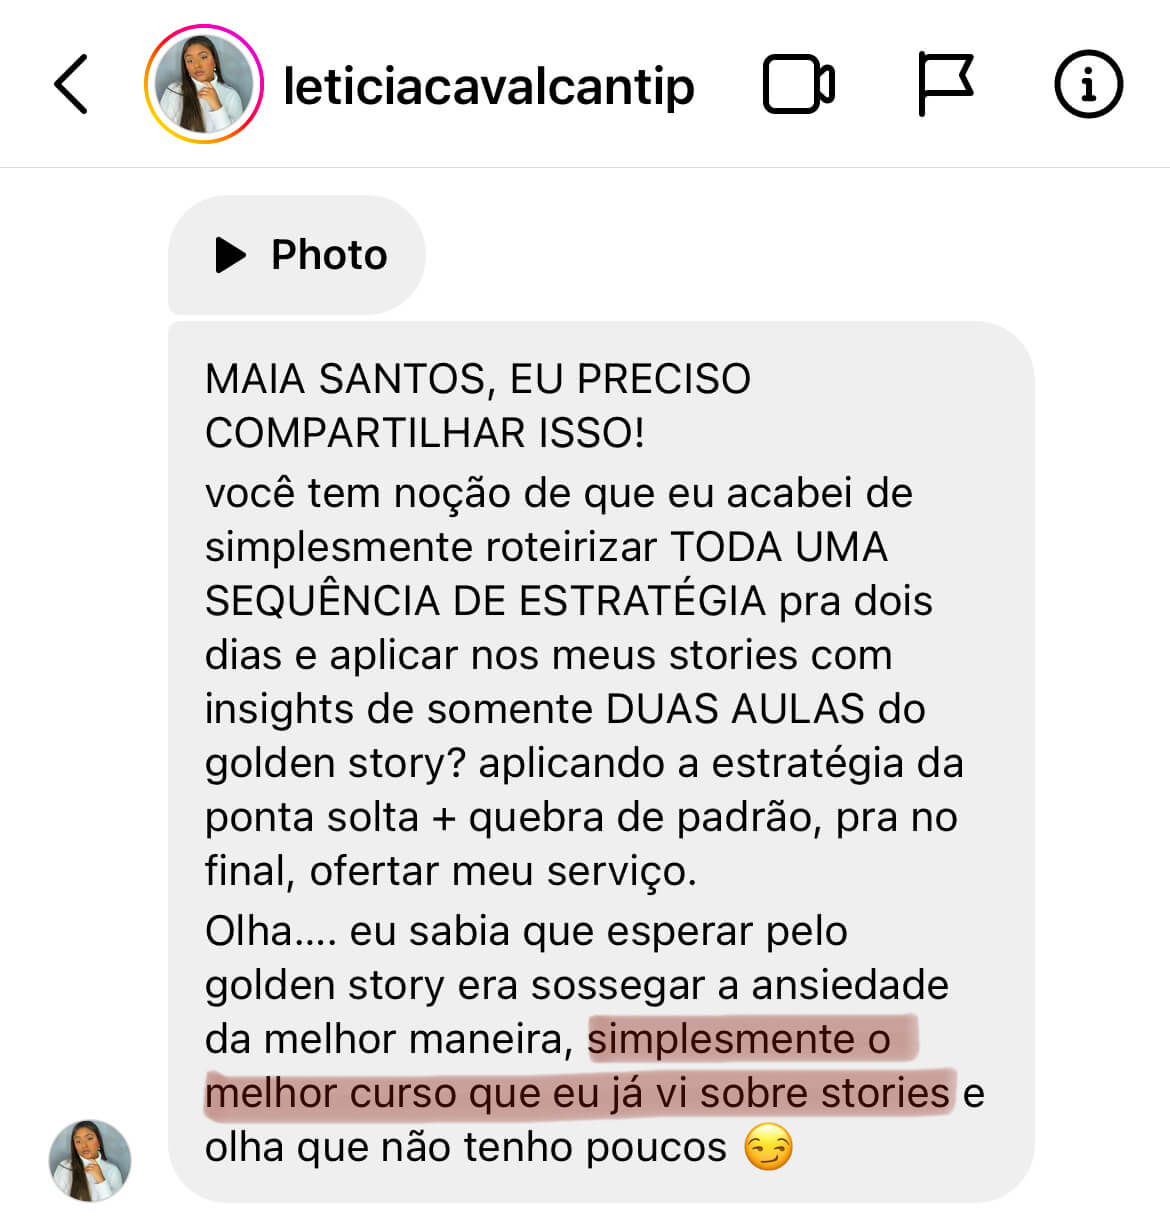 leticiacavalcantip
Photo
MAIA SANTOS, EU PRECISO
COMPARTILHAR ISSO!
você tem noção de que eu acabei de
simplesmente roteirizar TODA UMA
SEQUÊNCIA DE ESTRATÉGIA pra dois
dias e aplicar nos meus stories com
insights de somente DUAS AULAS do
golden story? aplicando a estratégia da
ponta solta + quebra de padrão, pra no
final, ofertar meu serviço.
Olha.... eu sabia que esperar pelo
golden story era sossegar a ansiedade
da melhor maneira, simplesmente o
melhor curso que eu já vi sobre stories e
olha que não tenho poucos 😏